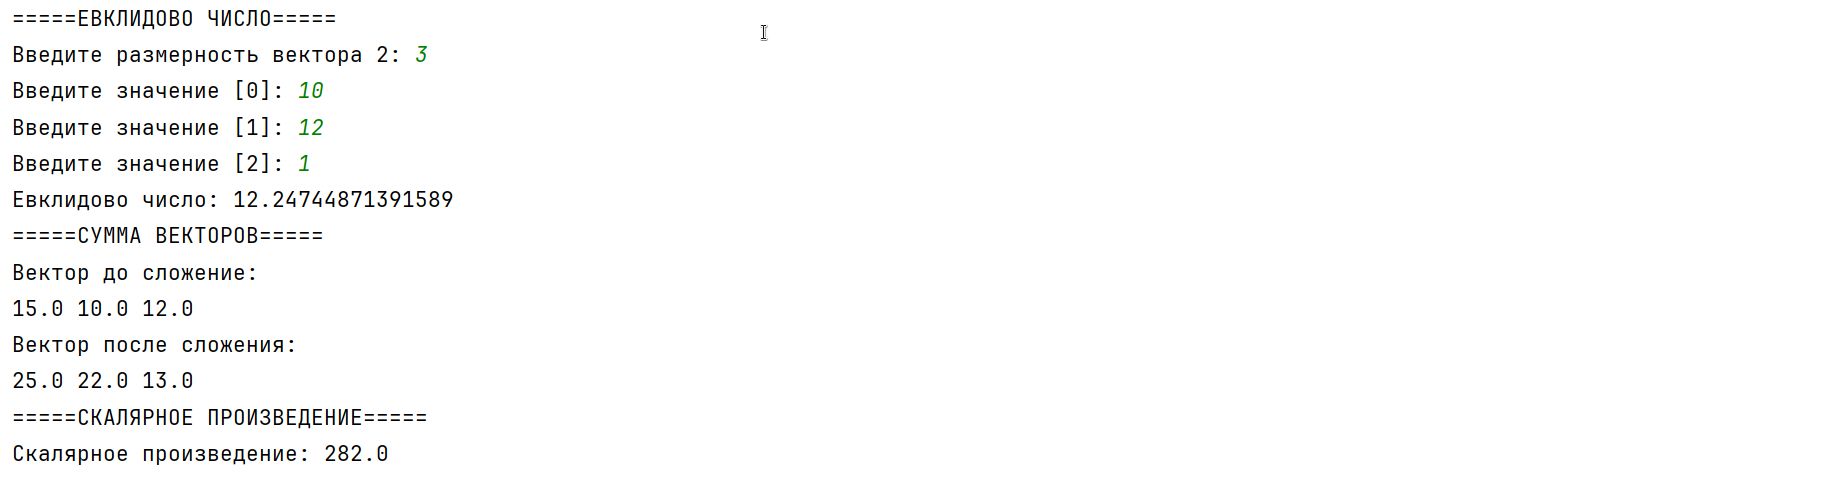 =====ЕВКЛИДОВО ЧИСЛО=====
Введите размерность вектора 2: 3
Введите значение [0]: 10
Введите значение [1]: 12
Введите значение [2]: 1
Евклидово число: 12.24744871391589
=====СУММА ВЕКТОРОВ=====
Вектор до сложение:
15.0 10.0 12.0
Вектор после сложения:
25.0 22.0 13.0
=====СКАЛЯРНОЕ ПРОИЗВЕДЕНИЕ=====
Скалярное произведение: 282.0